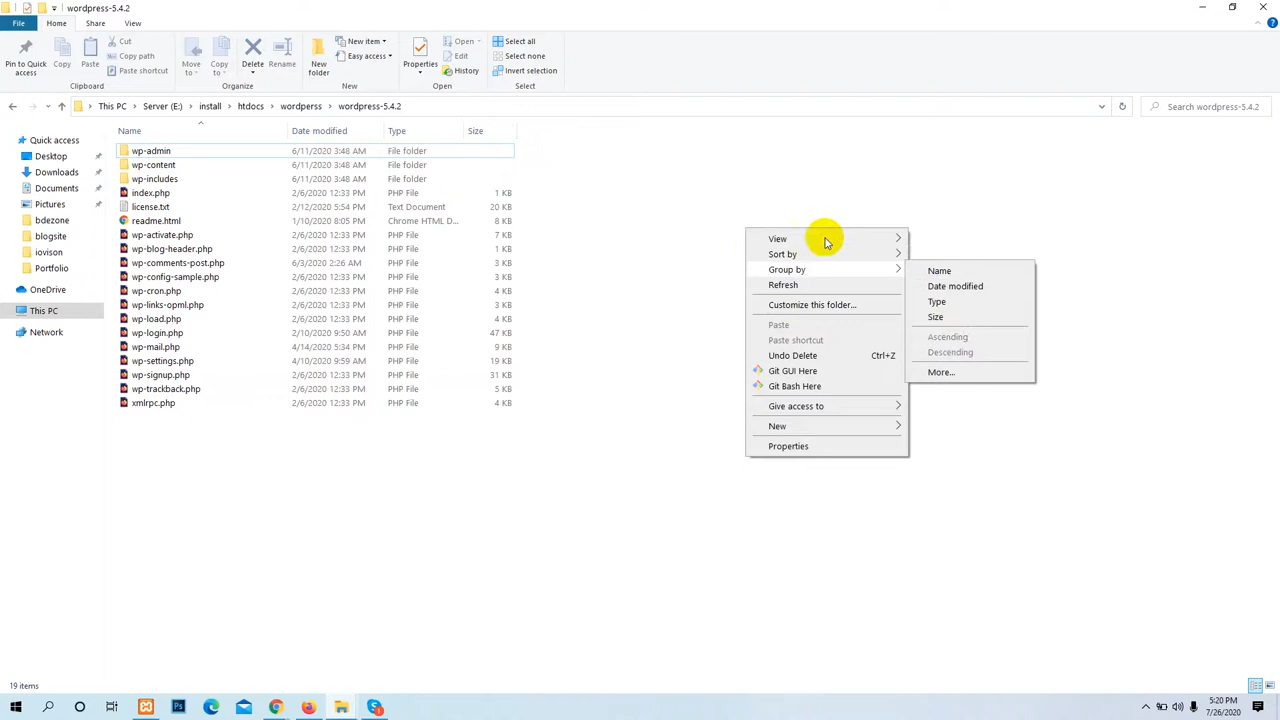 wordpress-5.4.2
File Home Share View
Pin to Quick access
Copy
Paste
Cut
Copy path
Paste shortcut
Clipboard
Move to
Copy to
Delete
Rename
Organize
New folder
New item
Easy access
New
Properties
Open
Edit
History
Open
Select all
Select none
Invert selection
Select
This PC > Server (E:) > install > htdocs > wordperss > wordpress-5.4.2
Search wordpress-5.4.2
Quick access
Desktop
Downloads
Documents
Pictures
bdezone
blogsite
iovison
Portfolio
OneDrive
This PC
Network
Name Date modified Type Size
wp-admin 6/11/2020 3:48 AM File folder
wp-content 6/11/2020 3:48 AM File folder
wp-includes 6/11/2020 3:48 AM File folder
index.php 2/6/2020 12:33 PM PHP File 1 KB
license.txt 2/12/2020 5:54 PM Text Document 20 KB
readme.html 1/10/2020 8:05 PM Chrome HTML D... 8 KB
wp-activate.php 2/6/2020 12:33 PM PHP File 7 KB
wp-blog-header.php 2/6/2020 12:33 PM PHP File 1 KB
wp-comments-post.php 6/3/2020 2:26 AM PHP File 3 KB
wp-config-sample.php 2/6/2020 12:33 PM PHP File 3 KB
wp-cron.php 2/6/2020 12:33 PM PHP File 4 KB
wp-links-opml.php 2/6/2020 12:33 PM PHP File 3 KB
wp-load.php 2/6/2020 12:33 PM PHP File 4 KB
wp-login.php 2/10/2020 9:50 AM PHP File 47 KB
wp-mail.php 4/14/2020 5:34 PM PHP File 9 KB
wp-settings.php 4/10/2020 9:59 AM PHP File 19 KB
wp-signup.php 2/6/2020 12:33 PM PHP File 31 KB
wp-trackback.php 2/6/2020 12:33 PM PHP File 5 KB
xmlrpc.php 2/6/2020 12:33 PM PHP File 4 KB
View
Sort by
Group by
Refresh
Customize this folder...
Paste
Paste shortcut
Undo Delete Ctrl+Z
Git GUI Here
Git Bash Here
Give access to
New
Properties
Name
Date modified
Type
Size
Ascending
Descending
More...
19 items
5:20 PM
7/26/2020